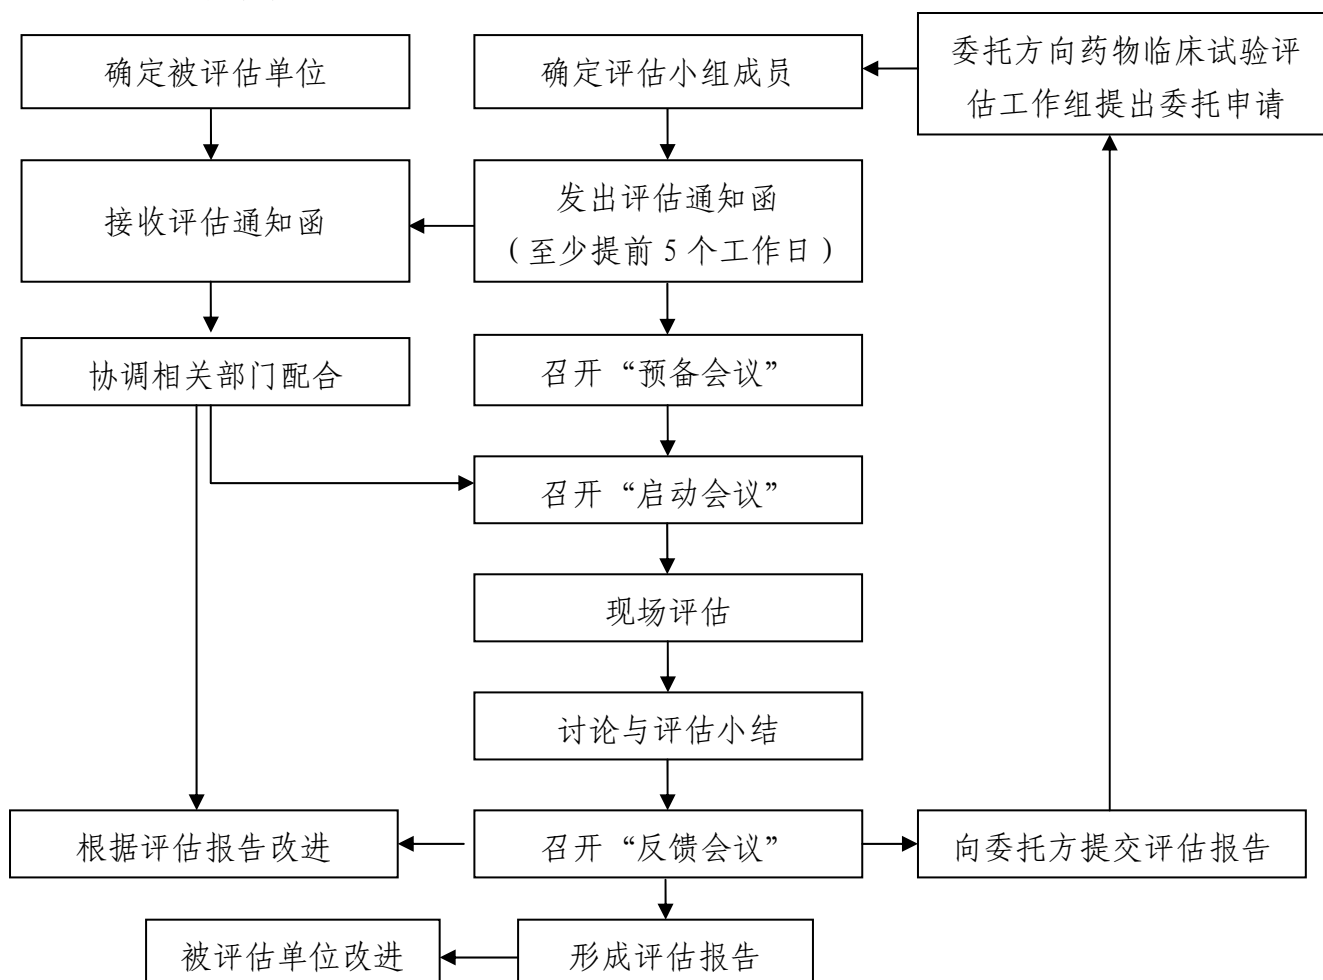 确定被评估单位
确定评估小组成员
委托方向药物临床试验评
估工作组提出委托申请
接收评估通知函
发出评估通知函
（至少提前 5 个工作日）
协调相关部门配合
召开“预备会议”
召开“启动会议”
现场评估
讨论与评估小结
根据评估报告改进
召开“反馈会议”
向委托方提交评估报告
被评估单位改进
形成评估报告